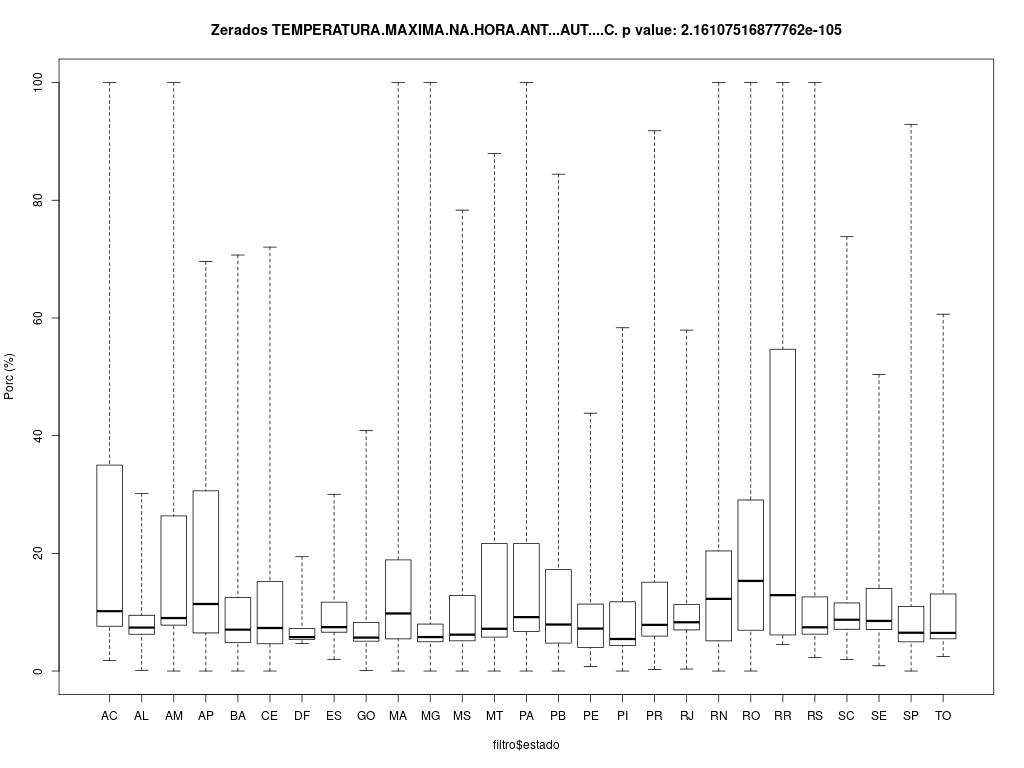 Zerados TEMPERATURA.MAXIMA.NA.HORA.ANT...AUT....C. p value: 2.16107516877762e-105
Porc (%)
100
80
60
40
20
0
AC AL AM AP BA CE DF ES GO MA MG MS MT PA PB PE PI PR RJ RN RO RR RS SC SE SP TO
filtro$estado